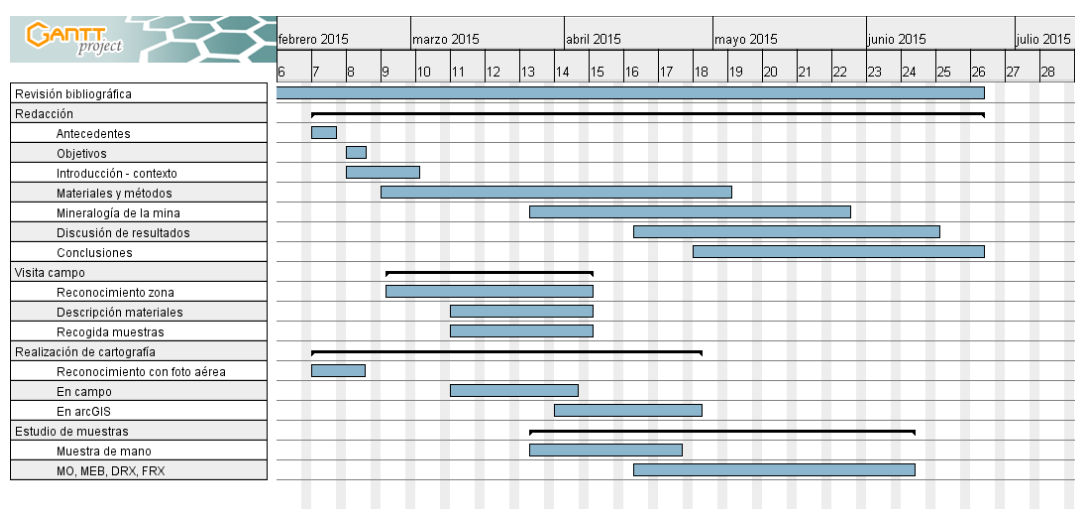 GANTT
project
febrero 2015 marzo 2015 abril 2015 mayo 2015 junio 2015 julio 2015
6 7 8 9 10 11 12 13 14 15 16 17 18 19 20 21 22 23 24 25 26 27 28
Revisión bibliográfica
Redacción
Antecedentes
Objetivos
Introducción - contexto
Materiales y métodos
Mineralogía de la mina
Discusión de resultados
Conclusiones
Visita campo
Reconocimiento zona
Descripción materiales
Recogida muestras
Realización de cartografía
Reconocimiento con foto aérea
En campo
En arcGIS
Estudio de muestras
Muestra de mano
MO, MEB, DRX, FRX